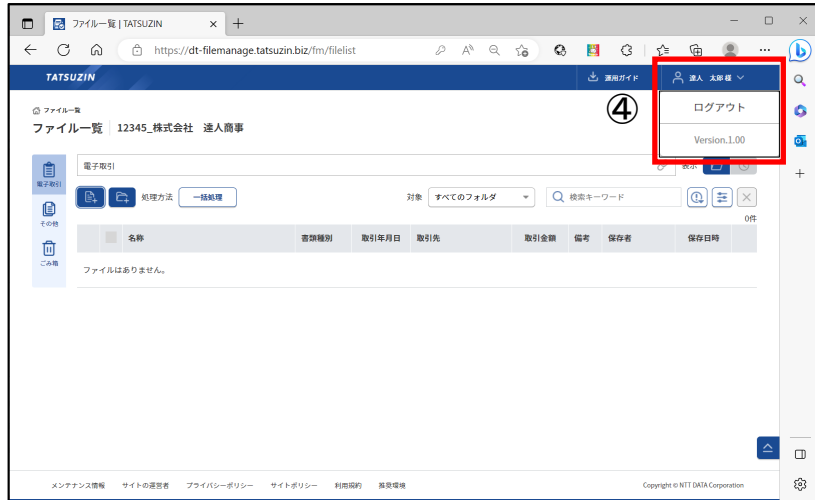 ファイル一覧 | TATSUZIN
https://dt-filemanage.tatsuzin.biz/fm/filelist
TATSUZIN
運用ガイド
達人 太郎 様
④
ログアウト
Version.1.00
ファイル一覧
ファイル一覧 12345_株式会社 達人商事
電子取引
表示
電子取引
処理方法 一括処理
対象 すべてのフォルダ
検索キーワード
その他
0件
名称 書類種別 取引年月日 取引先 取引金額 備考 保存者 保存日時
ごみ箱
ファイルはありません。
メンテナンス情報 サイトの運営者 プライバシーポリシー サイトポリシー 利用規約 推奨環境
Copyright © NTT DATA Corporation